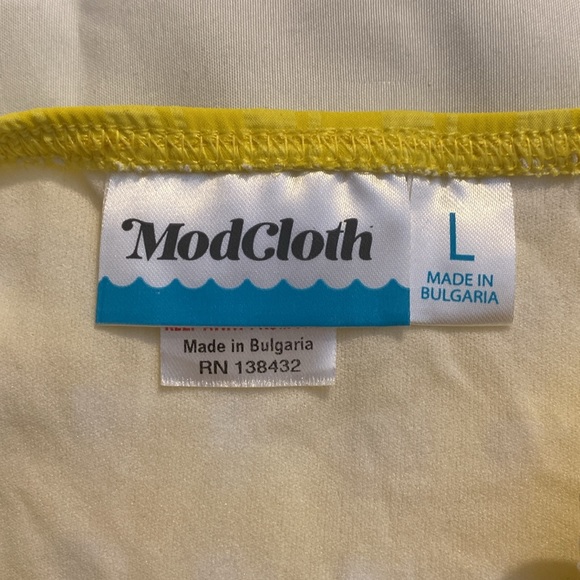 ModCloth
L
MADE IN
BULGARIA
Made in Bulgaria
RN 138432